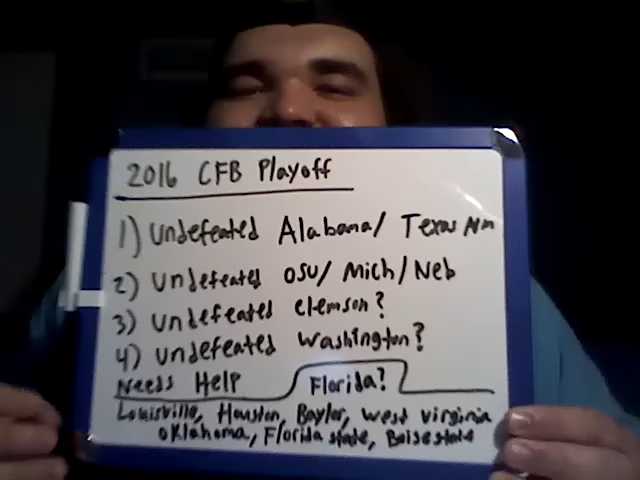 2016 CFB Playoff
1) Undefeated Alabama/ Texas Am
2) Undefeated OSU/ Mich/ Neb
3) Undefeated Clemson?
4) Undefeated Washington?
Needs Help Florida?
Louisville, Houston, Baylor, West Virginia
Oklahoma, Florida state, Boise state